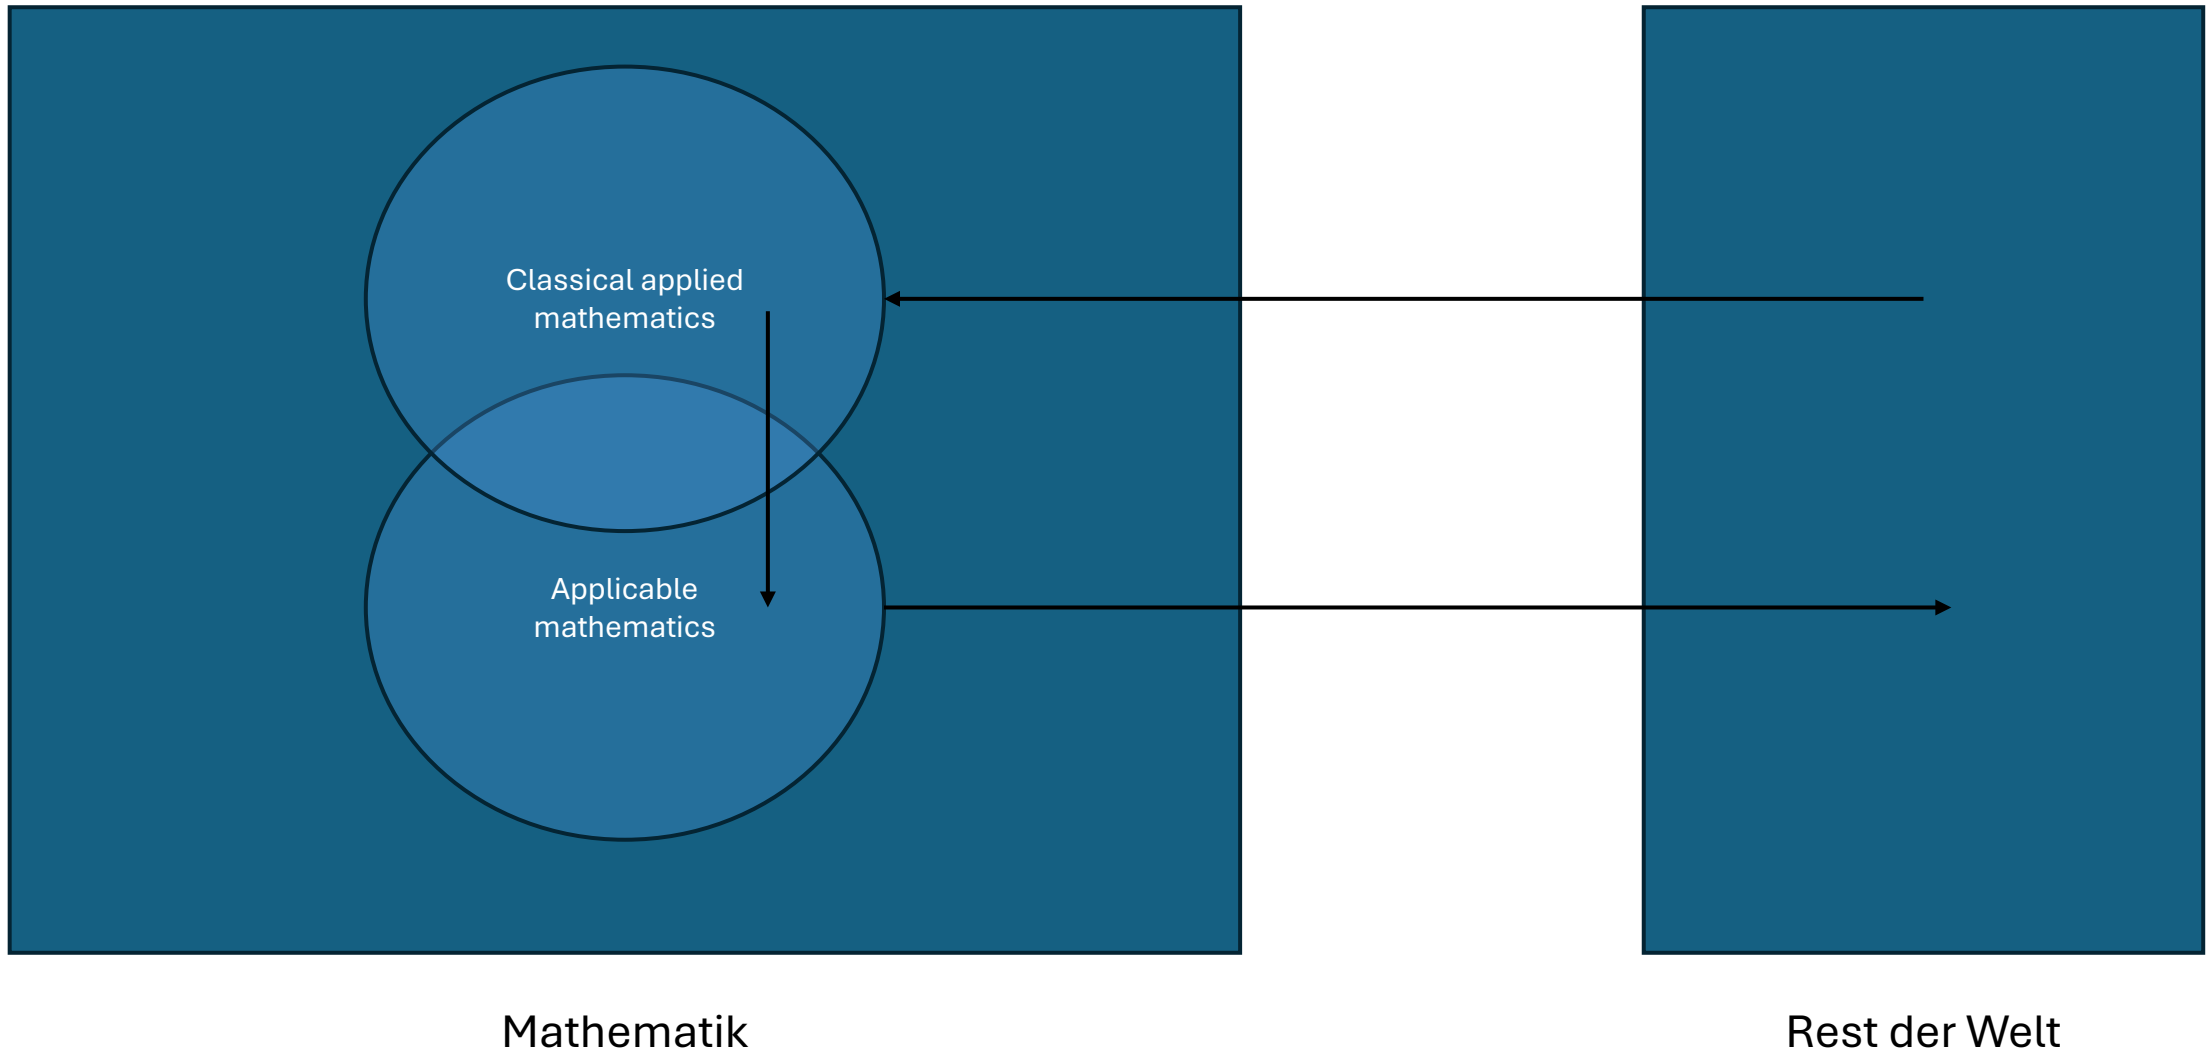 Classical applied
mathematics
Applicable
mathematics
Mathematik
Rest der Welt